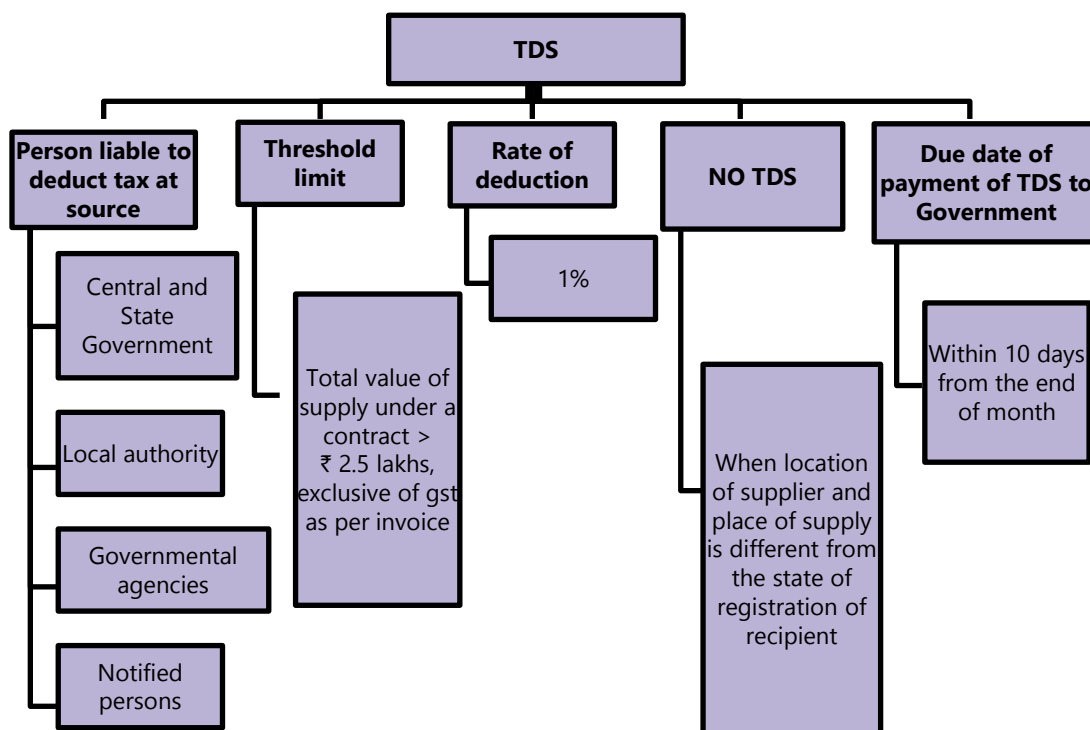 TDS
Person liable to
deduct tax at
source
Central and
State
Government
Local authority
Governmental
agencies
Notified
persons
Threshold
limit
Total value of
supply under a
contract >
₹ 2.5 lakhs,
exclusive of gst
as per invoice
Rate of
deduction
1%
NO TDS
When location
of supplier and
place of supply
is different from
the state of
registration of
recipient
Due date of
payment of TDS to
Government
Within 10 days
from the end
of month